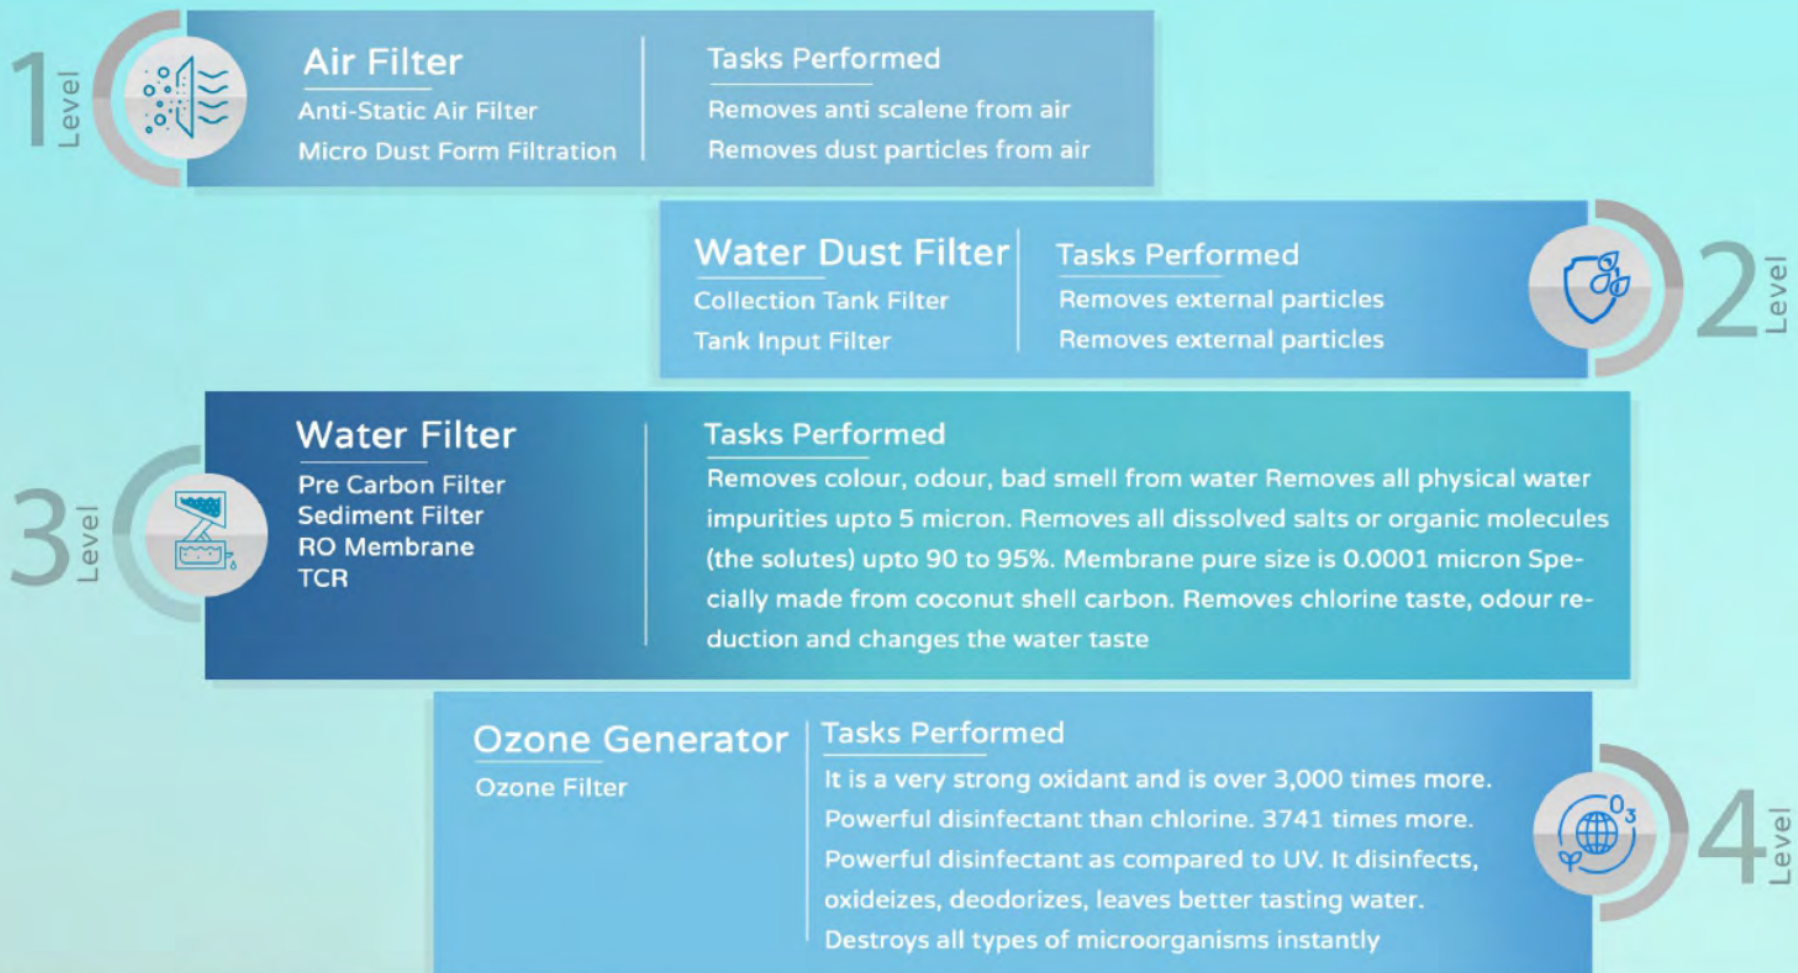 1 Level
Air Filter
Anti-Static Air Filter
Micro Dust Form Filtration
Tasks Performed
Removes anti scalene from air
Removes dust particles from air
Water Dust Filter
Collection Tank Filter
Tank Input Filter
Tasks Performed
Removes external particles
Removes external particles
2 Level
3 Level
Water Filter
Pre Carbon Filter
Sediment Filter
RO Membrane
TCR
Tasks Performed
Removes colour, odour, bad smell from water Removes all physical water
impurities upto 5 micron. Removes all dissolved salts or organic molecules
(the solutes) upto 90 to 95%. Membrane pure size is 0.0001 micron Spe-
cially made from coconut shell carbon. Removes chlorine taste, odour re-
duction and changes the water taste
Ozone Generator
Ozone Filter
Tasks Performed
It is a very strong oxidant and is over 3,000 times more.
Powerful disinfectant than chlorine. 3741 times more.
Powerful disinfectant as compared to UV. It disinfects,
oxideizes, deodorizes, leaves better tasting water.
Destroys all types of microorganisms instantly
O3
4 Level